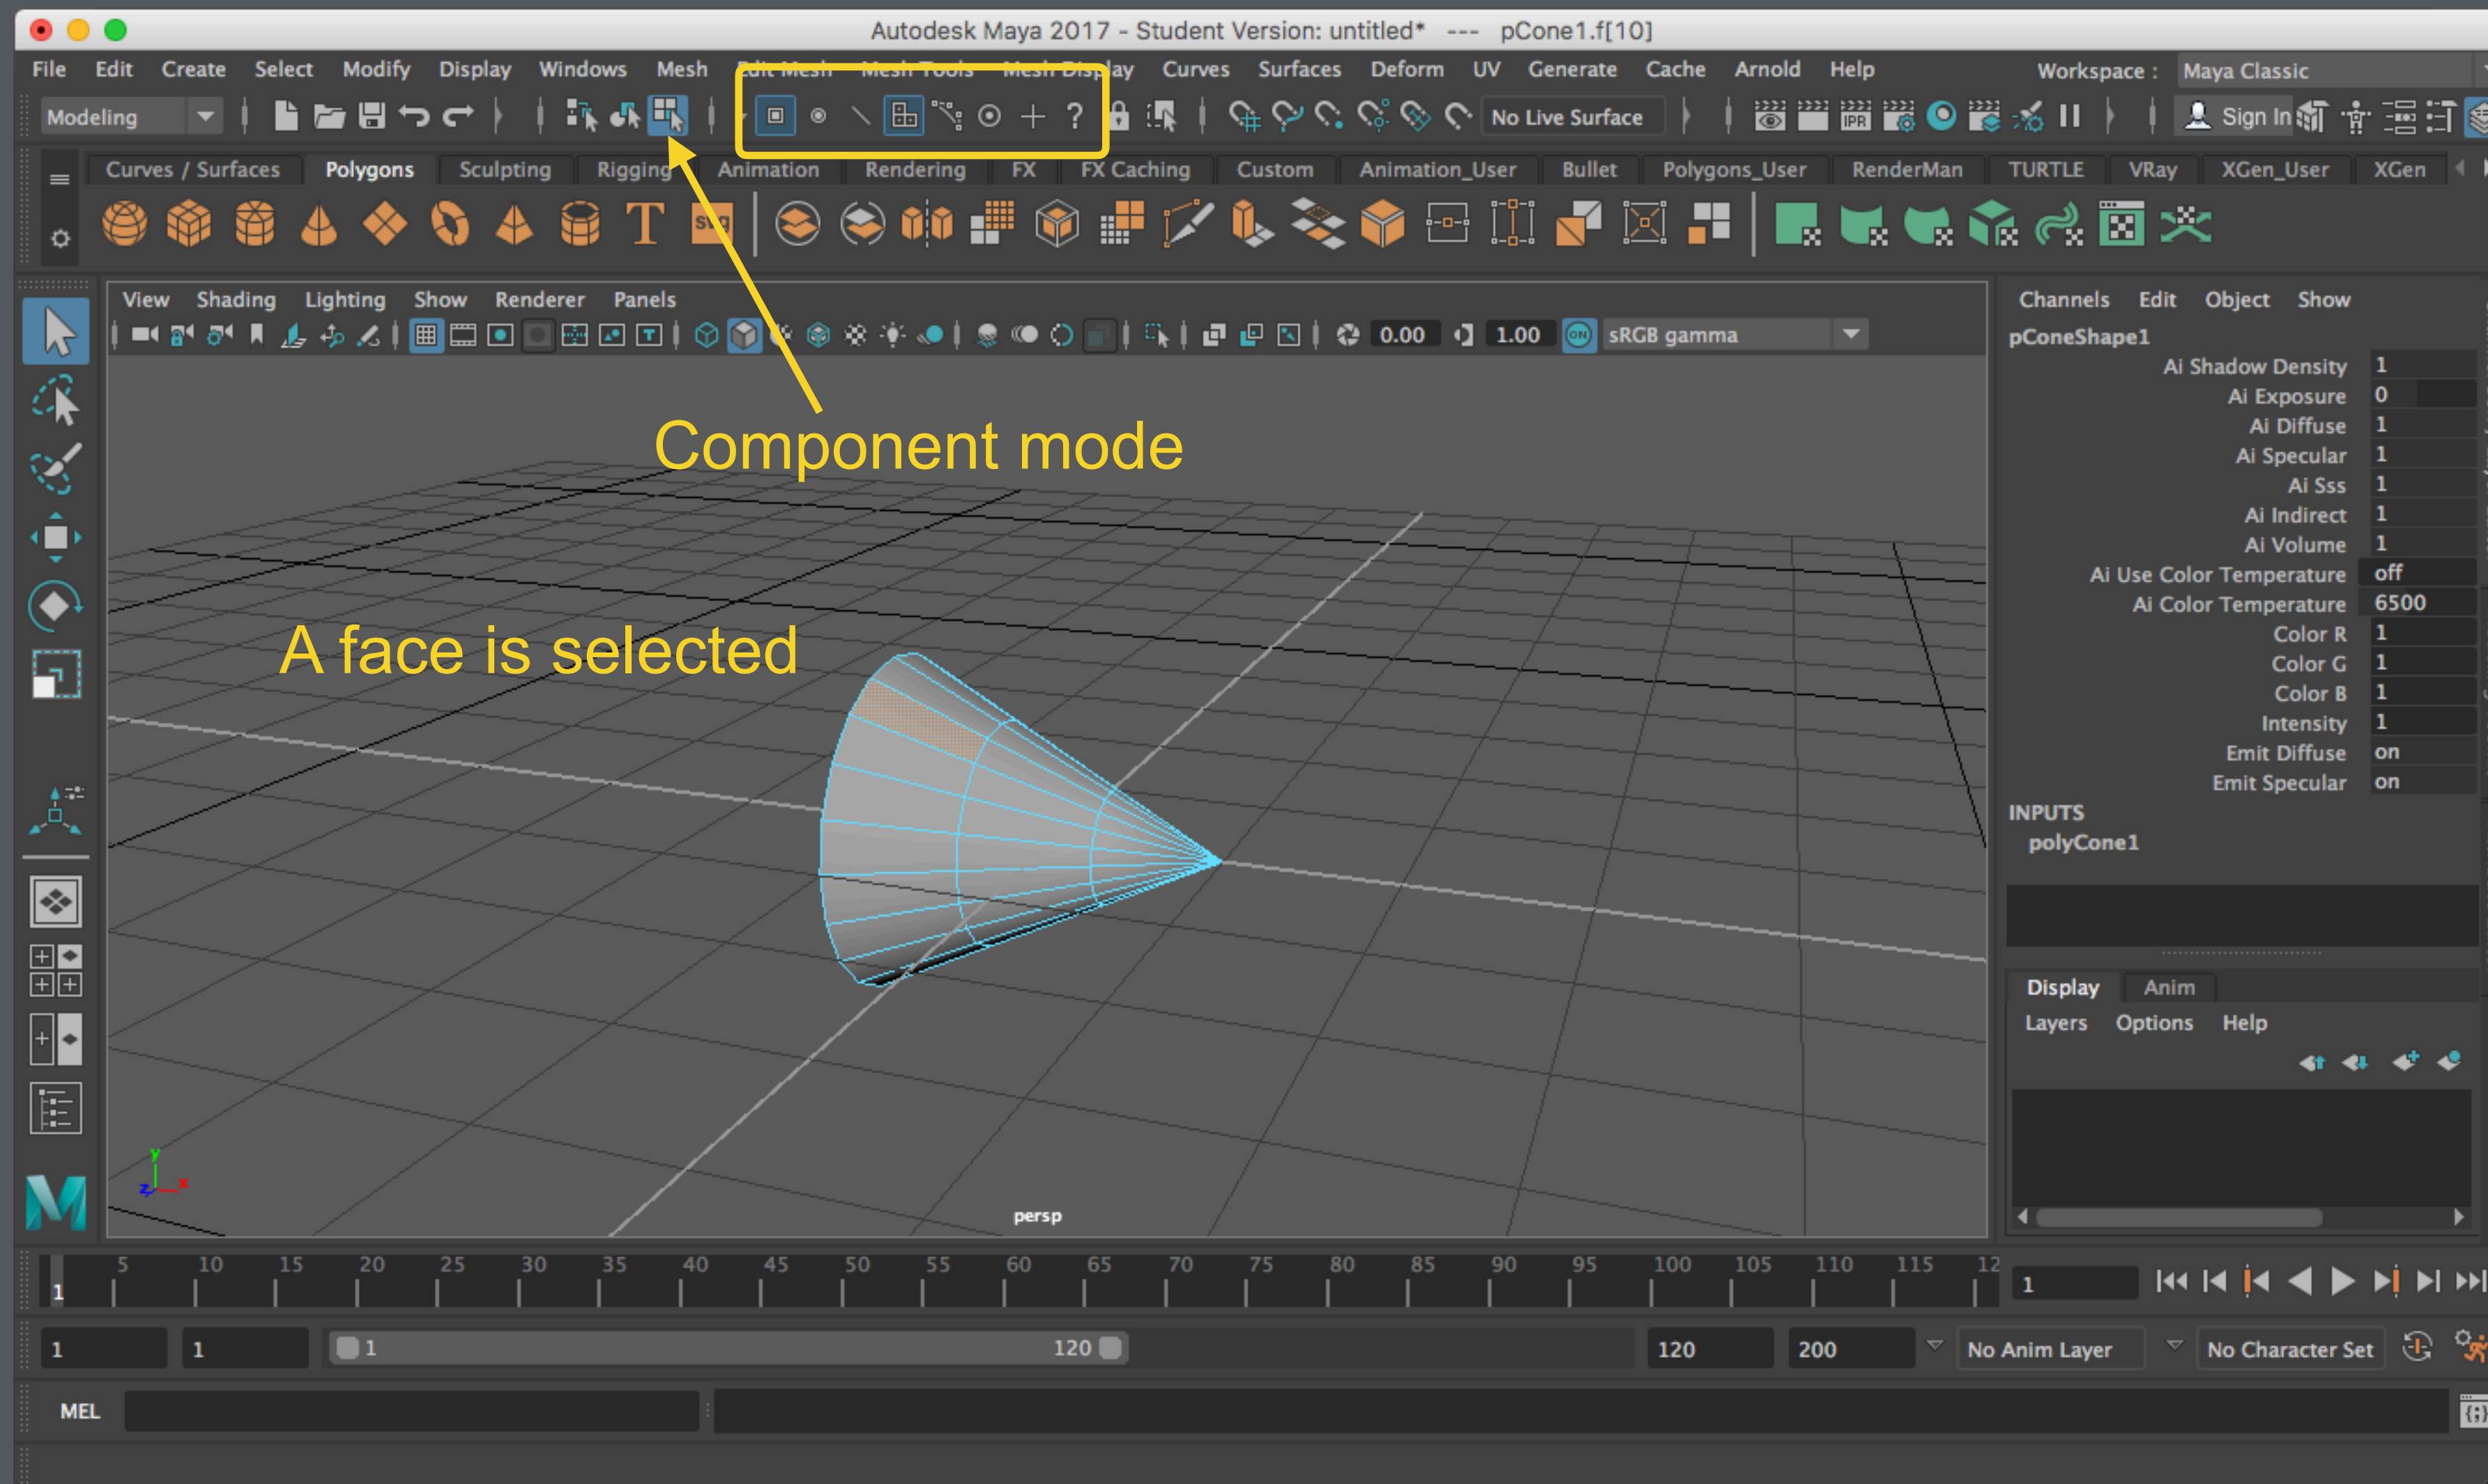 Autodesk Maya 2017 - Student Version: untitled* --- pCone1.f[10]
File Edit Create Select Modify Display Windows Mesh Edit Mesh Mesh Tools Mesh Display Curves Surfaces Deform UV Generate Cache Arnold Help Workspace : Maya Classic
Modeling ? No Live Surface IPR Sign In
Curves / Surfaces Polygons Sculpting Rigging Animation Rendering FX FX Caching Custom Animation_User Bullet Polygons_User RenderMan TURTLE VRay XGen_User XGen
T svg
View Shading Lighting Show Renderer Panels
0.00 1.00 ON sRGB gamma
Component mode
A face is selected
persp
y
z x
Channels Edit Object Show
pConeShape1
Ai Shadow Density 1
Ai Exposure 0
Ai Diffuse 1
Ai Specular 1
Ai Sss 1
Ai Indirect 1
Ai Volume 1
Ai Use Color Temperature off
Ai Color Temperature 6500
Color R 1
Color G 1
Color B 1
Intensity 1
Emit Diffuse on
Emit Specular on
INPUTS
polyCone1
Display Anim
Layers Options Help
M
5 10 15 20 25 30 35 40 45 50 55 60 65 70 75 80 85 90 95 100 105 110 115 12
1 1
1 1 1 120 120 200 No Anim Layer No Character Set
MEL {;}